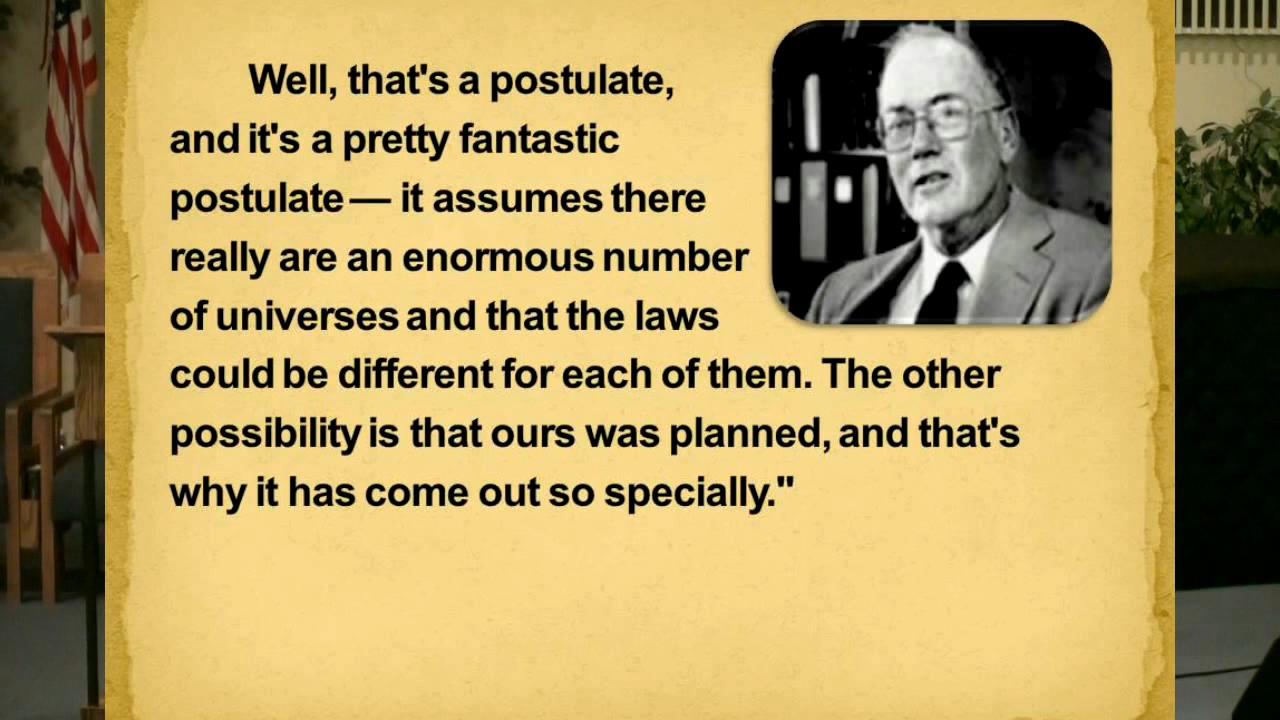 Well, that's a postulate,
and it's a pretty fantastic
postulate — it assumes there
really are an enormous number
of universes and that the laws
could be different for each of them. The other
possibility is that ours was planned, and that's
why it has come out so specially."